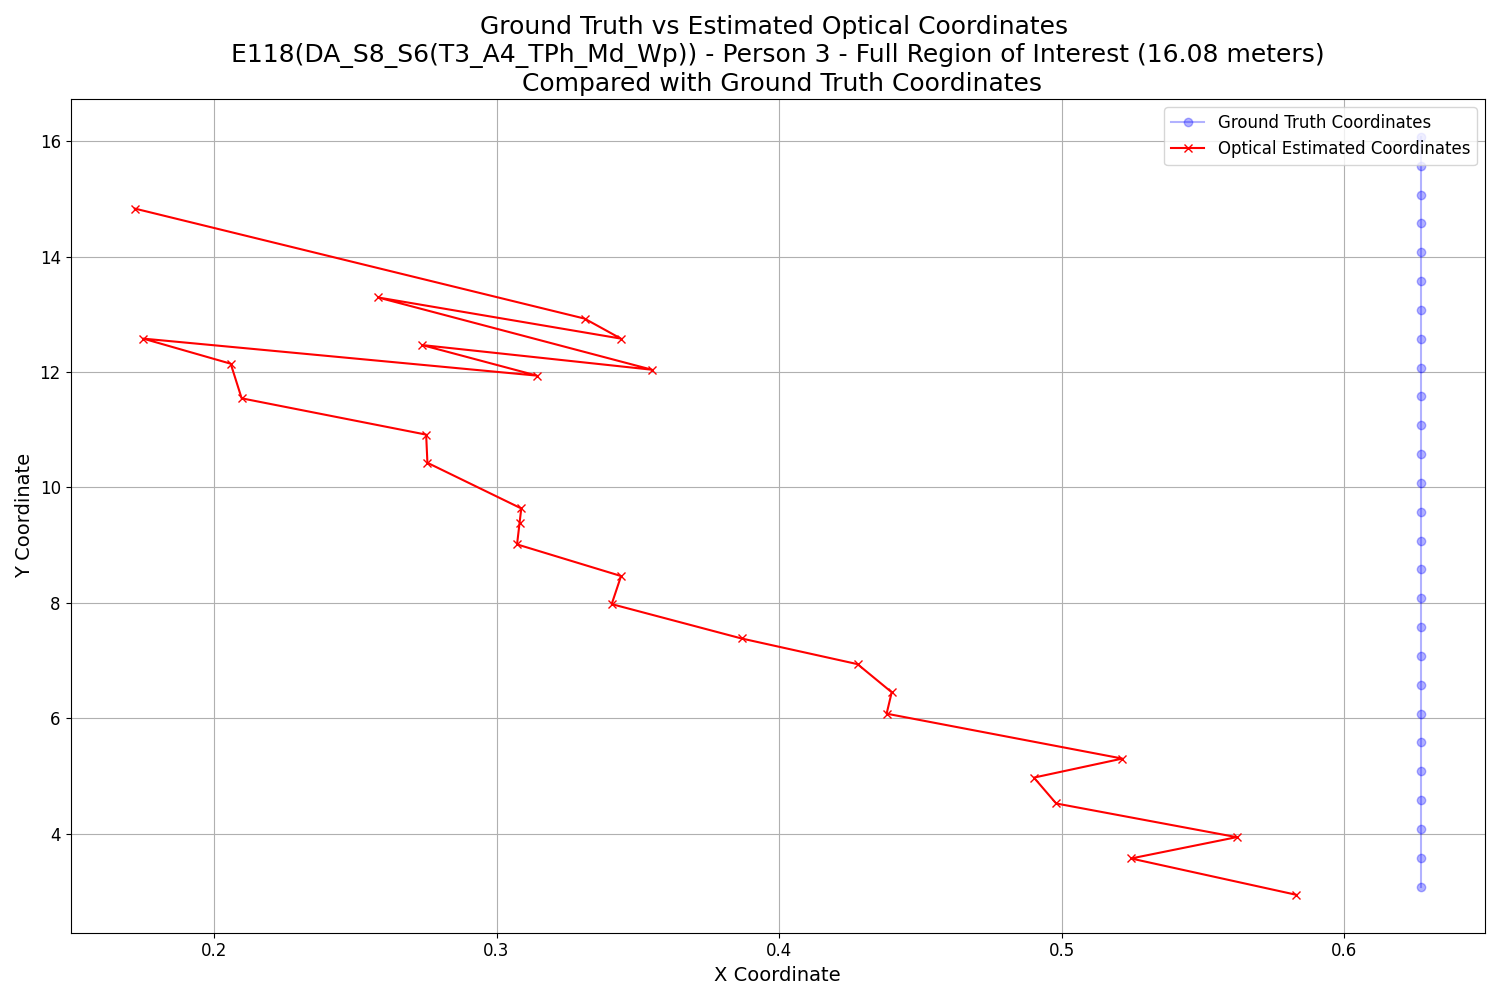 Ground Truth vs Estimated Optical Coordinates
E118(DA_S8_S6(T3_A4_TPh_Md_Wp)) - Person 3 - Full Region of Interest (16.08 meters)
Compared with Ground Truth Coordinates
Ground Truth Coordinates
Optical Estimated Coordinates
Y Coordinate
16
14
12
10
8
6
4
0.2 0.3 0.4 0.5 0.6
X Coordinate